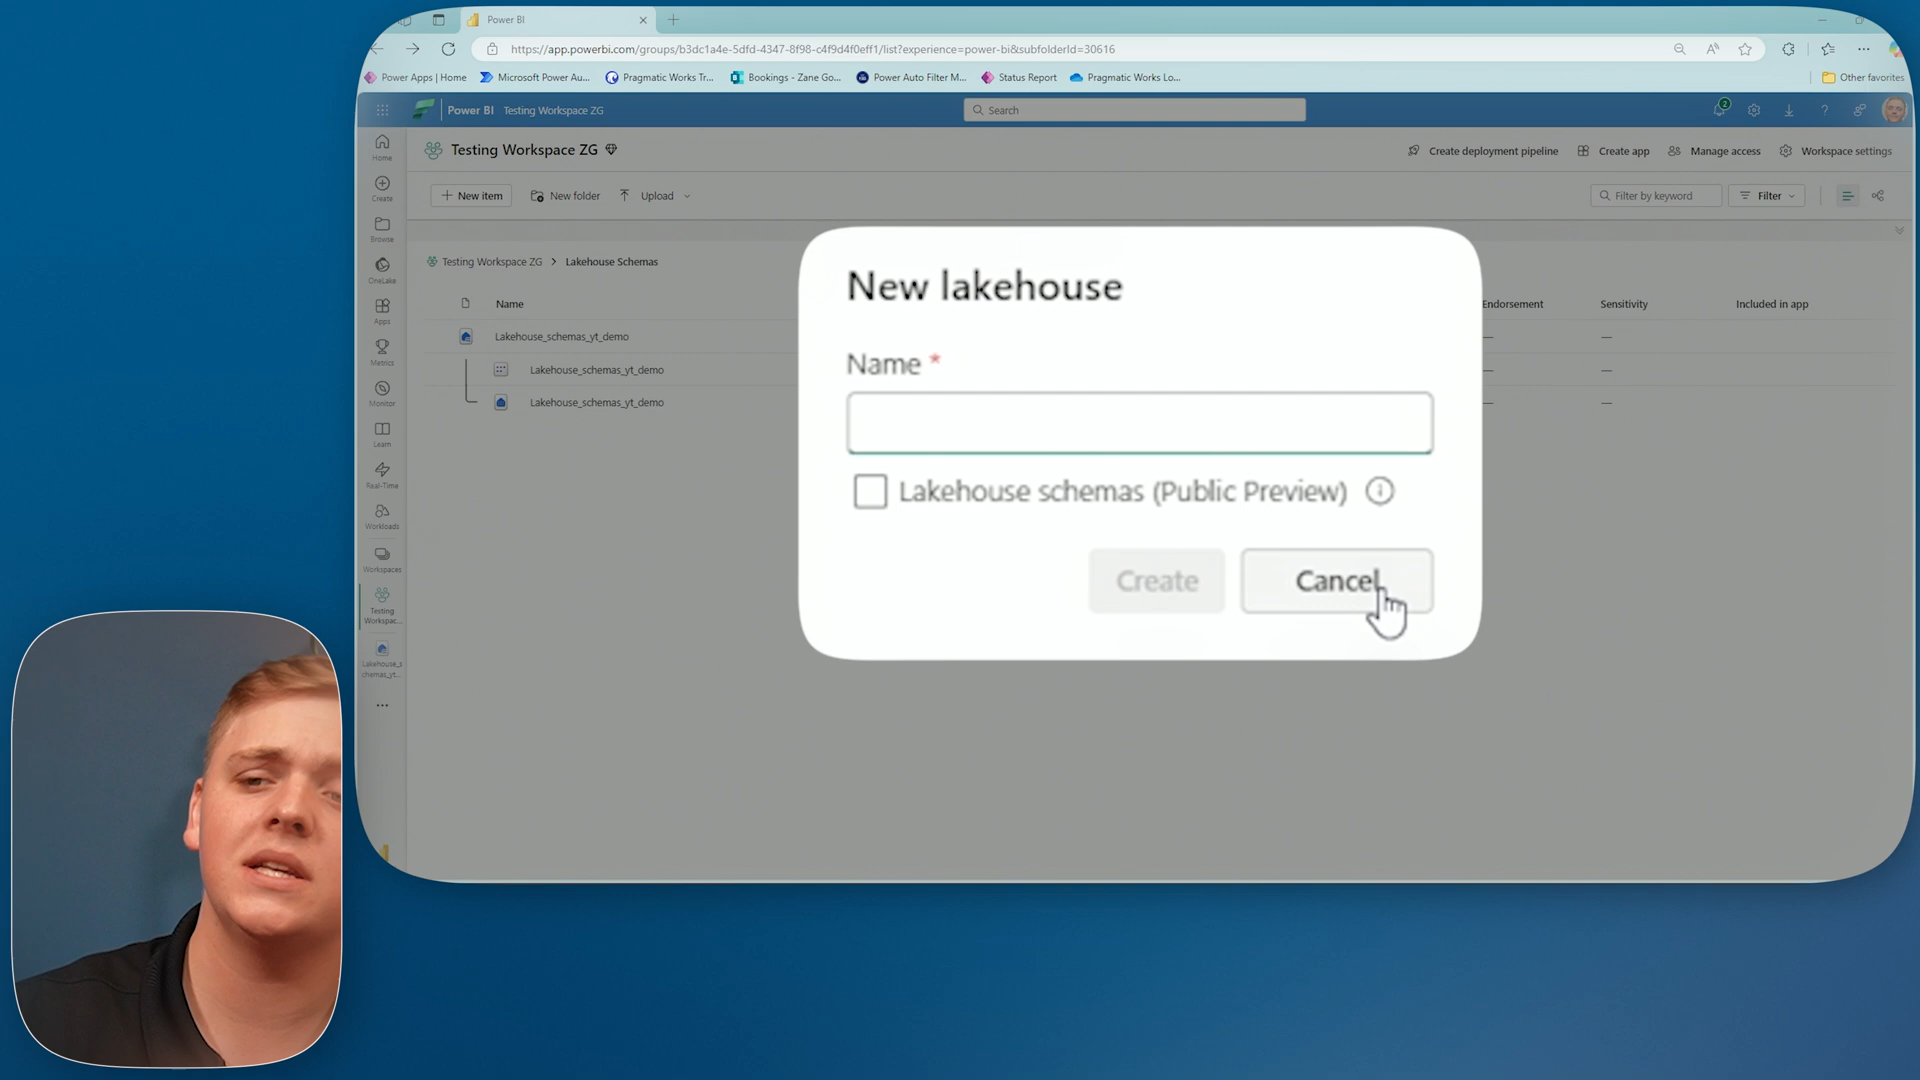 Power BI
https://app.powerbi.com/groups/b3dc1a4e-5dfd-4347-8f98-c4f9d4f0eff1/list?experience=power-bi&subfolderId=30616
Power Apps | Home
Microsoft Power Au...
Pragmatic Works Tr...
Bookings - Zane Go...
Power Auto Filter M...
Status Report
Pragmatic Works Lo...
Other favorites
Power BI
Testing Workspace ZG
Search
2
Home
Create
Browse
OneLake
Apps
Metrics
Monitor
Learn
Real-Time
Workloads
Workspaces
Testing
Workspac...
Lakehouse_s
chemas_yt...
Testing Workspace ZG
Create deployment pipeline
Create app
Manage access
Workspace settings
New item
New folder
Upload
Filter by keyword
Filter
Testing Workspace ZG > Lakehouse Schemas
Name
Endorsement
Sensitivity
Included in app
Lakehouse_schemas_yt_demo
Lakehouse_schemas_yt_demo
Lakehouse_schemas_yt_demo
New lakehouse
Name *
Lakehouse schemas (Public Preview)
Create
Cancel